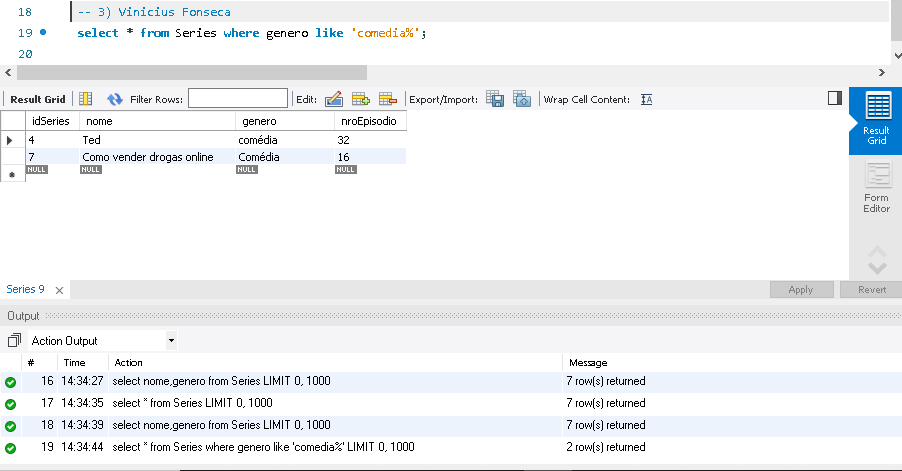 18 -- 3) Vinicius Fonseca
19 select * from Series where genero like 'comedia%';
20
Result Grid Filter Rows: Edit: Export/Import: Wrap Cell Content: IA
idSeries nome genero nroEpisodio
4 Ted comédia 32
7 Como vender drogas online Comédia 16
NULL NULL NULL NULL
Result Grid
Form Editor
Series 9 Apply Revert
Output
Action Output
# Time Action Message
16 14:34:27 select nome,genero from Series LIMIT 0, 1000 7 row(s) returned
17 14:34:35 select * from Series LIMIT 0, 1000 7 row(s) returned
18 14:34:39 select nome,genero from Series LIMIT 0, 1000 7 row(s) returned
19 14:34:44 select * from Series where genero like 'comedia%' LIMIT 0, 1000 2 row(s) returned